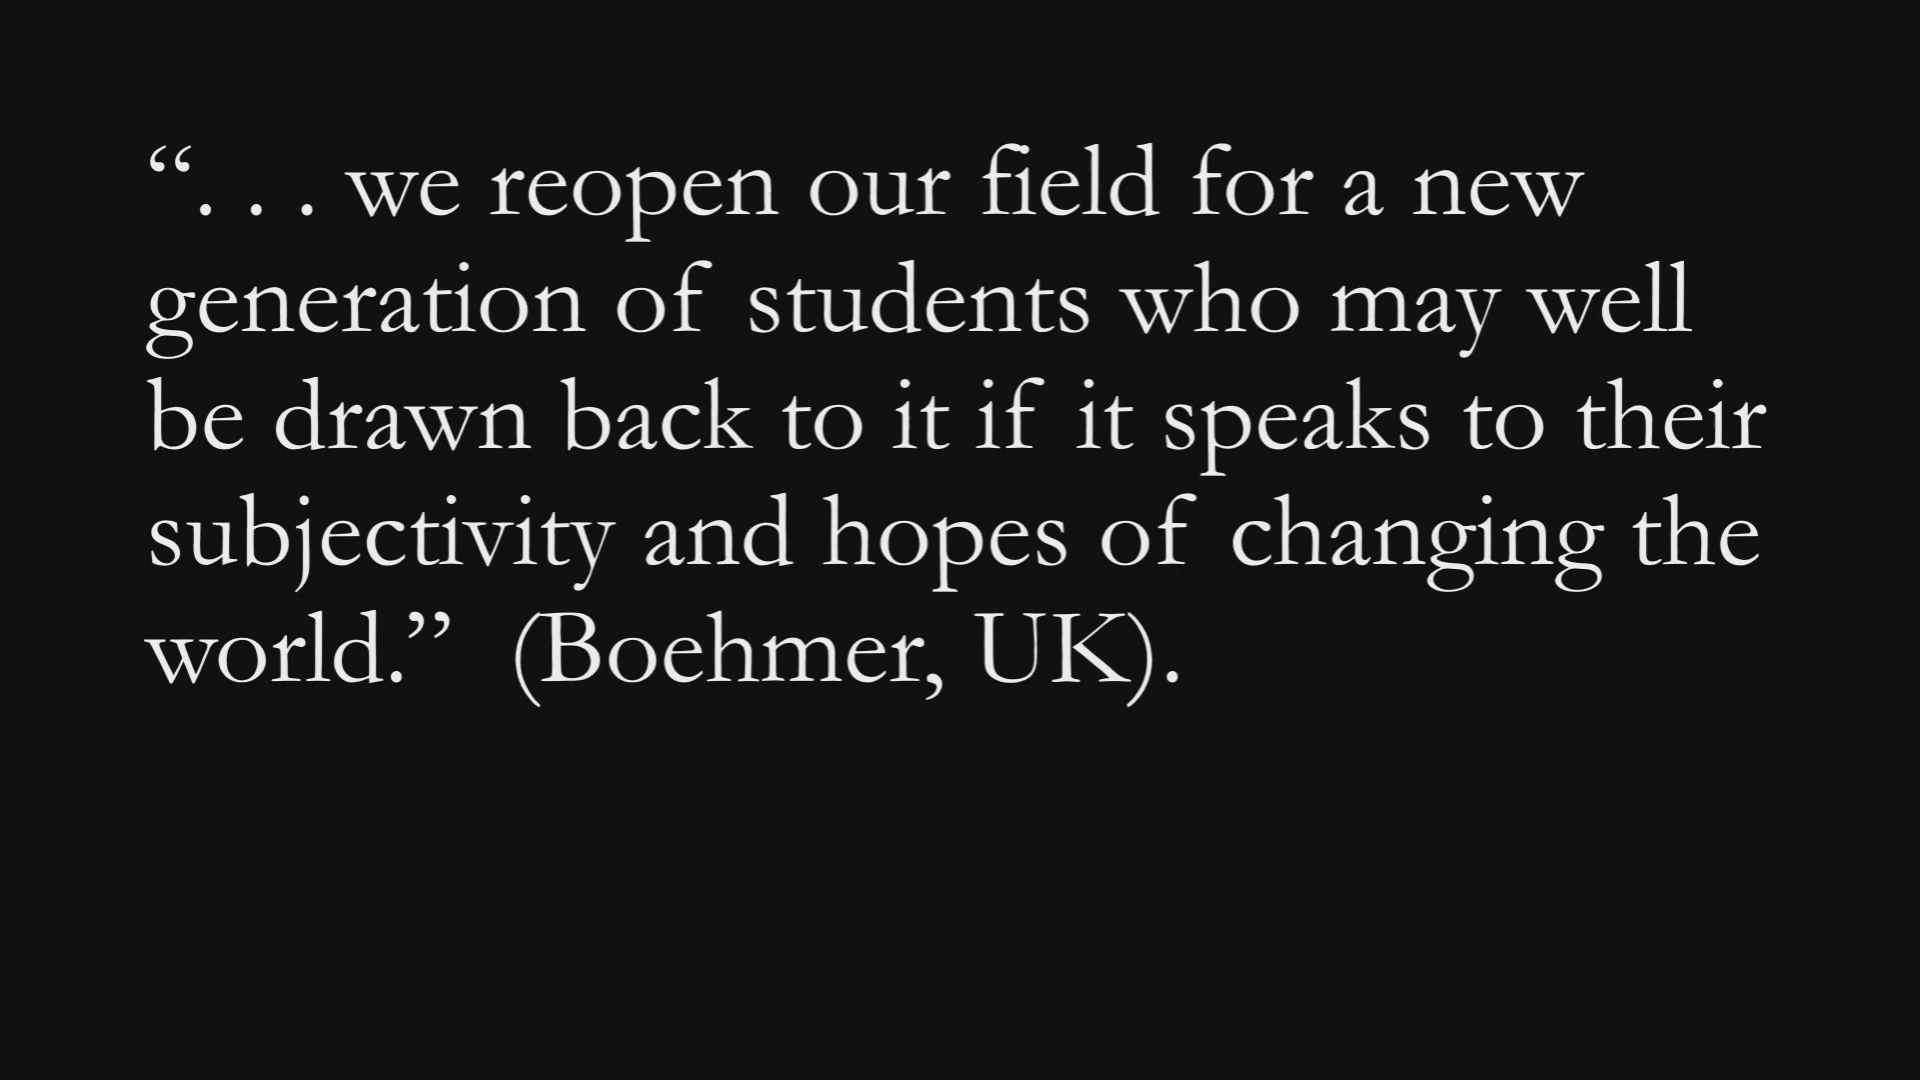 “. . . we reopen our field for a new
generation of students who may well
be drawn back to it if it speaks to their
subjectivity and hopes of changing the
world.” (Boehmer, UK).